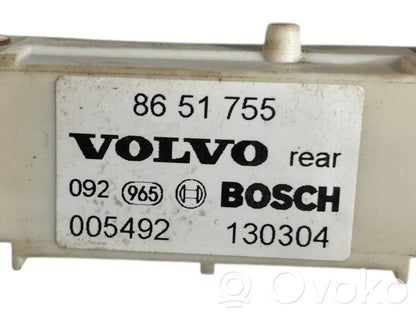 86 51 755
VOLVO rear
092 965 BOSCH
005492 130304
OVOKO